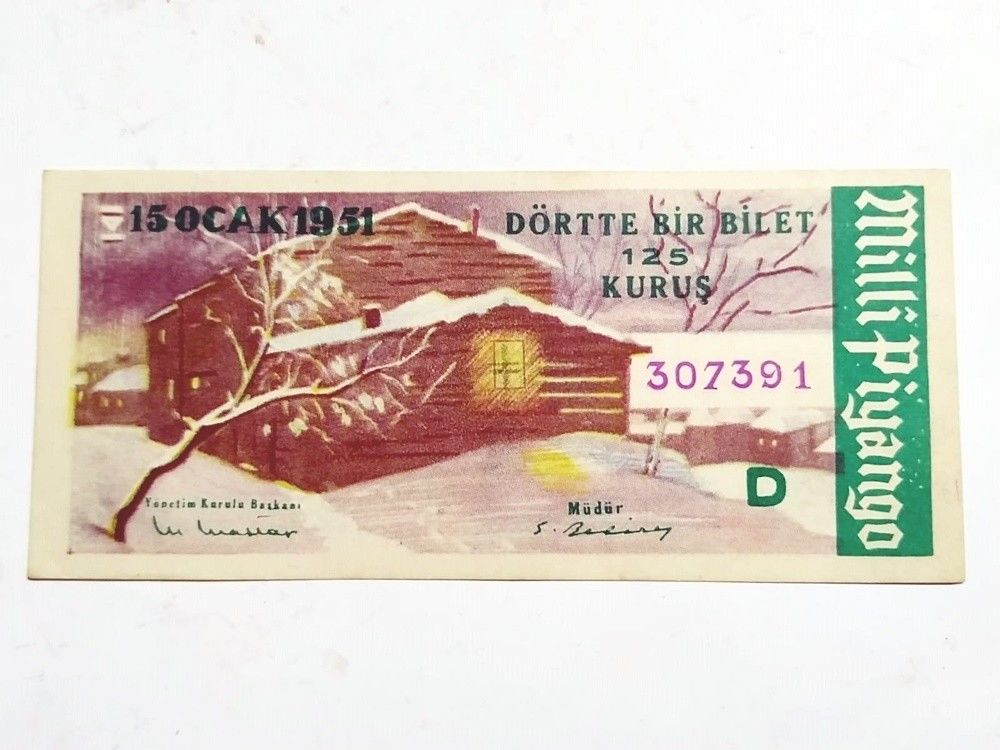 15 OCAK 1951
DÖRTTE BİR BİLET
125
KURUŞ
307391
D
Yönetim Kurulu Başkanı
Müdür
Milli Piyango